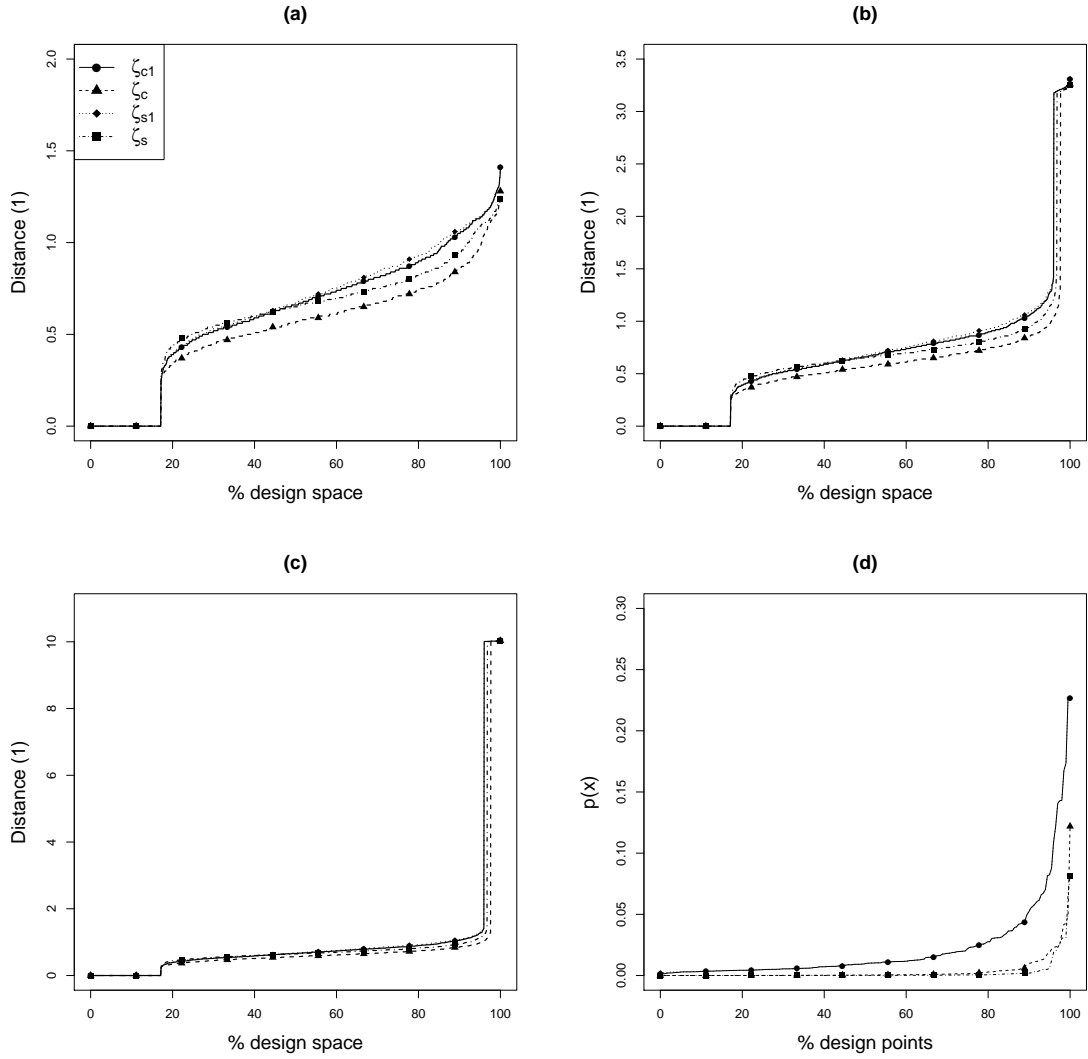 (a)
Distance (1)
2.0
1.5
1.0
0.5
0.0
ζc1
ζc
ζs1
ζs
0 20 40 60 80 100
% design space
(b)
Distance (1)
3.5
3.0
2.5
2.0
1.5
1.0
0.5
0.0
0 20 40 60 80 100
% design space
(c)
Distance (1)
10
8
6
4
2
0
0 20 40 60 80 100
% design space
(d)
p(x)
0.30
0.25
0.20
0.15
0.10
0.05
0.00
0 20 40 60 80 100
% design points